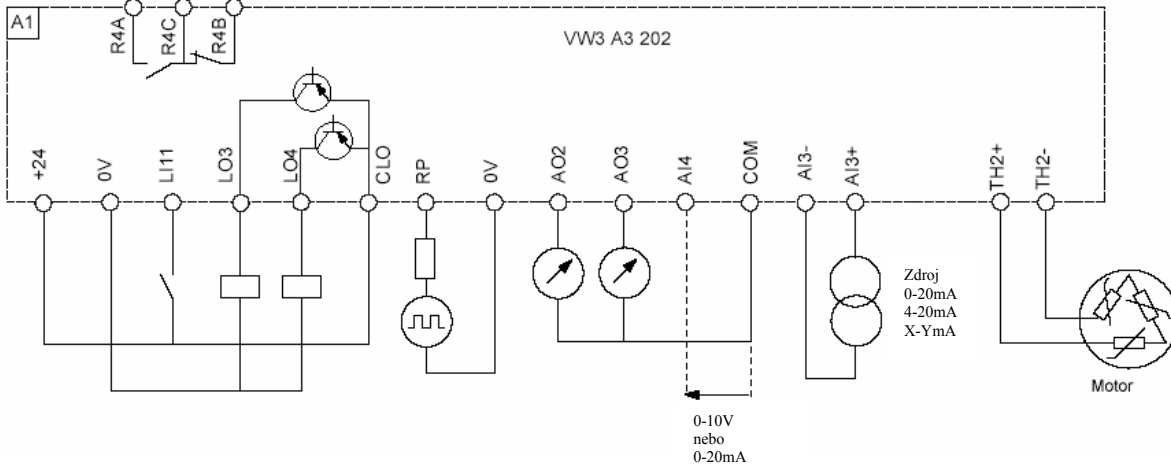 A1
R4A
R4C
R4B
VW3 A3 202
+24
0V
LI11
LO3
LO4
CLO
RP
0V
AO2
AO3
AI4
COM
AI3-
AI3+
TH2+
TH2-
Zdroj
0-20mA
4-20mA
X-YmA
Motor
0-10V
nebo
0-20mA